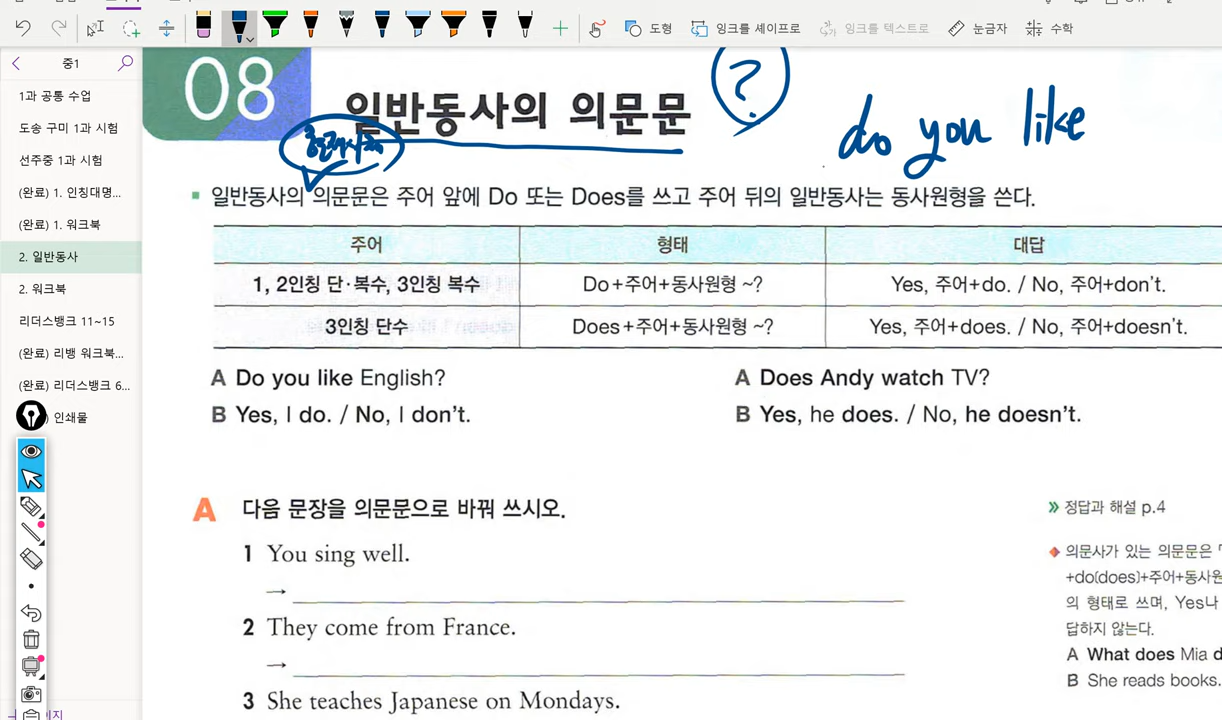 도형 잉크를 셰이프로 잉크를 텍스트로 눈금자 수학
중1
1과 공통 수업
도송 구미 1과 시험
선주중 1과 시험
(완료) 1. 인칭대명...
(완료) 1. 워크북
2. 일반동사
2. 워크북
리더스뱅크 11~15
(완료) 리뱅 워크북...
(완료) 리더스뱅크 6...
인쇄물
08
일반동사의 의문문
?
do you like
일반동사의 의문문은 주어 앞에 Do 또는 Does를 쓰고 주어 뒤의 일반동사는 동사원형을 쓴다.
주어 형태 대답
1, 2인칭 단·복수, 3인칭 복수 Do+주어+동사원형 ~? Yes, 주어+do. / No, 주어+don't.
3인칭 단수 Does+주어+동사원형 ~? Yes, 주어+does. / No, 주어+doesn't.
A Do you like English?
B Yes, I do. / No, I don't.
A Does Andy watch TV?
B Yes, he does. / No, he doesn't.
A 다음 문장을 의문문으로 바꿔 쓰시오.
1 You sing well.
→
2 They come from France.
→
3 She teaches Japanese on Mondays.
» 정답과 해설 p.4
의문사가 있는 의문문은
+do(does)+주어+동사원
의 형태로 쓰며, Yes나
답하지 않는다.
A What does Mia d
B She reads books.